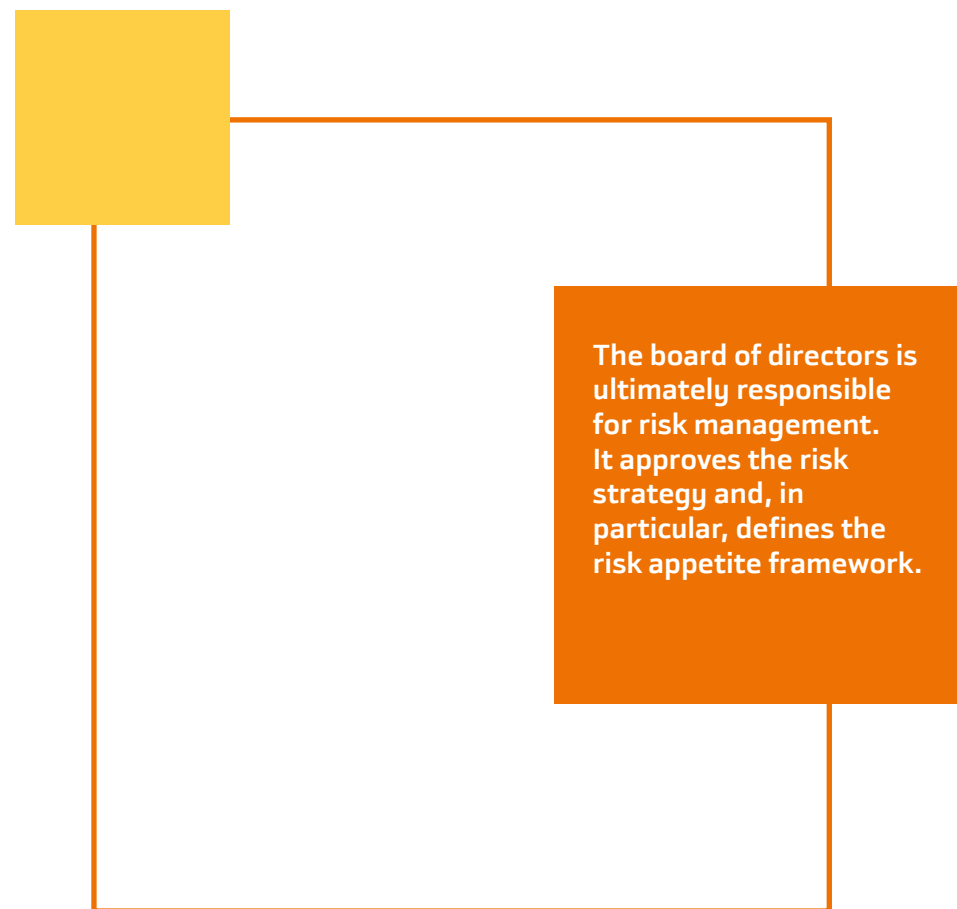 The board of directors is
ultimately responsible
for risk management.
It approves the risk
strategy and, in
particular, defines the
risk appetite framework.